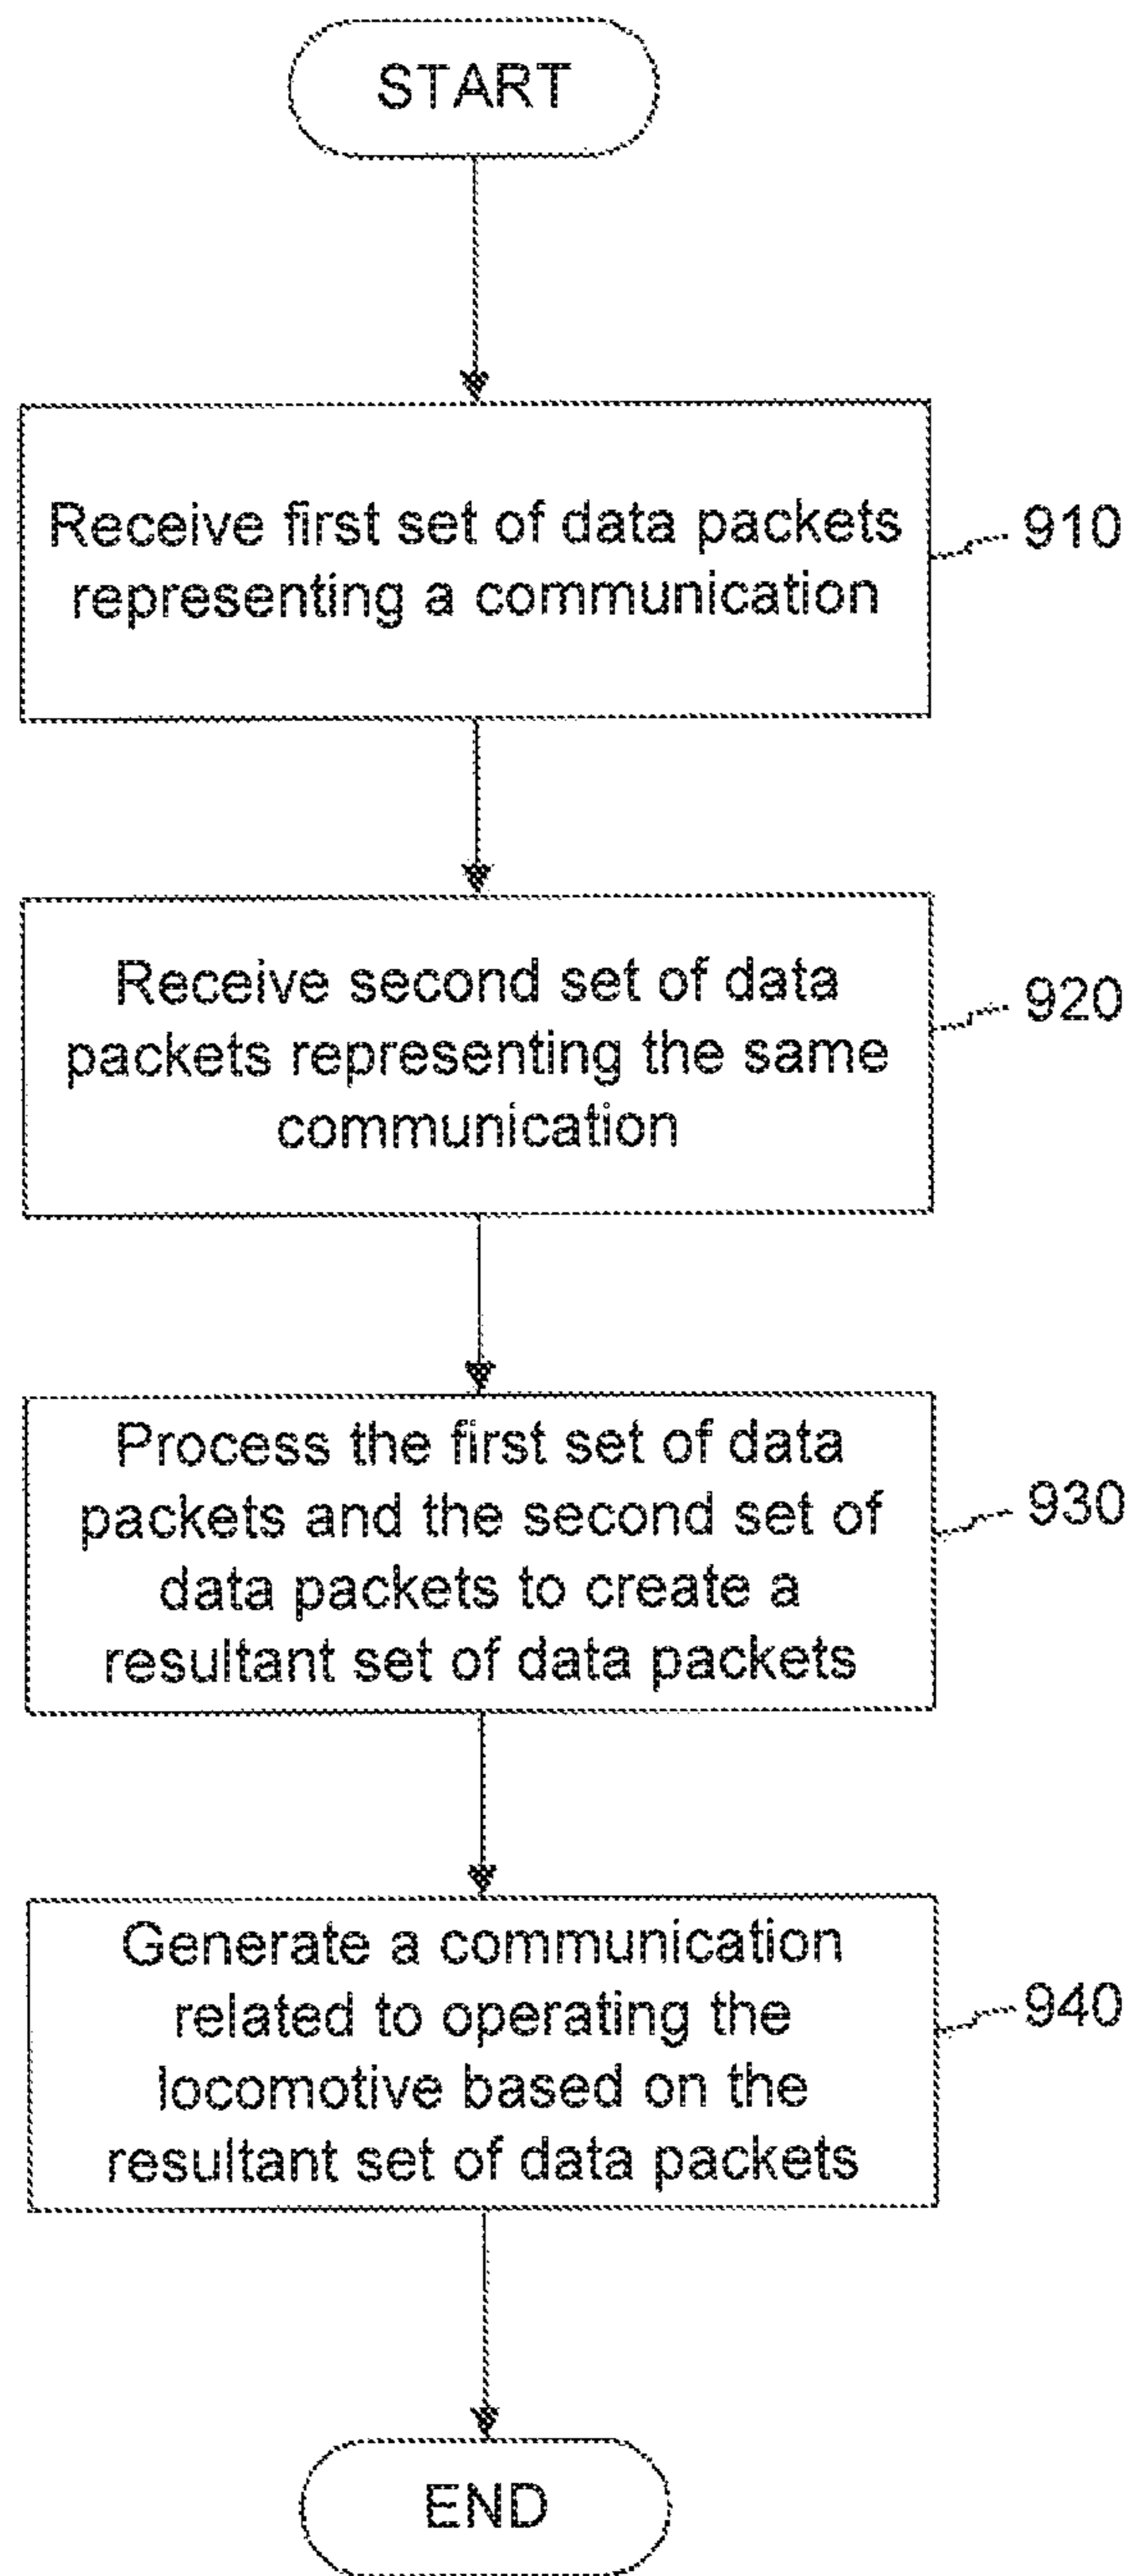 START
Receive first set of data packets
representing a communication
910
Receive second set of data
packets representing the same
communication
920
Process the first set of data
packets and the second set of
data packets to create a
resultant set of data packets
930
Generate a communication
related to operating the
locomotive based on the
resultant set of data packets
940
END